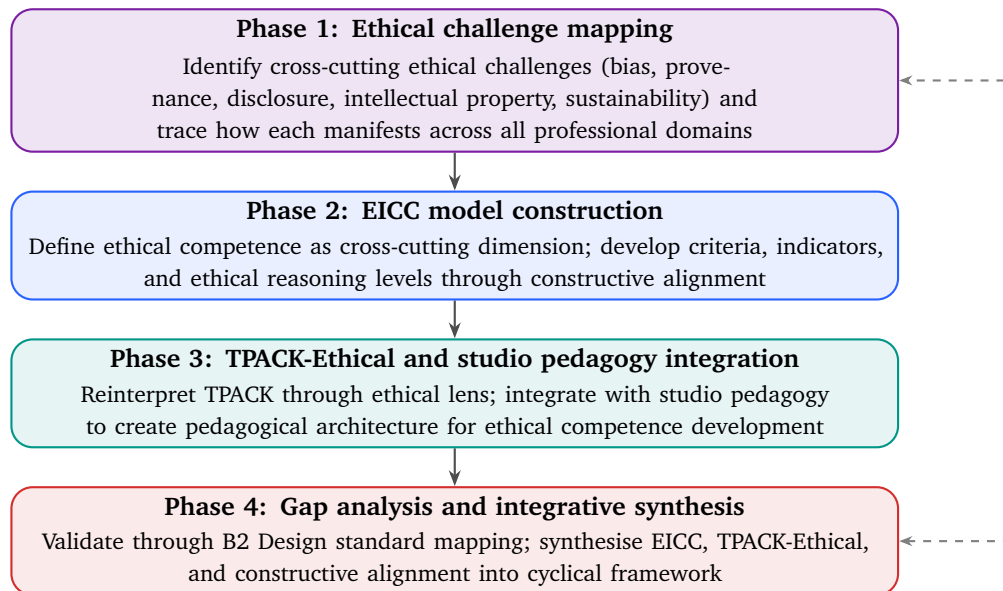 Phase 1: Ethical challenge mapping
Identify cross-cutting ethical challenges (bias, prove-
nance, disclosure, intellectual property, sustainability) and
trace how each manifests across all professional domains
Phase 2: EICC model construction
Define ethical competence as cross-cutting dimension; develop criteria, indicators,
and ethical reasoning levels through constructive alignment
Phase 3: TPACK-Ethical and studio pedagogy integration
Reinterpret TPACK through ethical lens; integrate with studio pedagogy
to create pedagogical architecture for ethical competence development
Phase 4: Gap analysis and integrative synthesis
Validate through B2 Design standard mapping; synthesise EICC, TPACK-Ethical,
and constructive alignment into cyclical framework